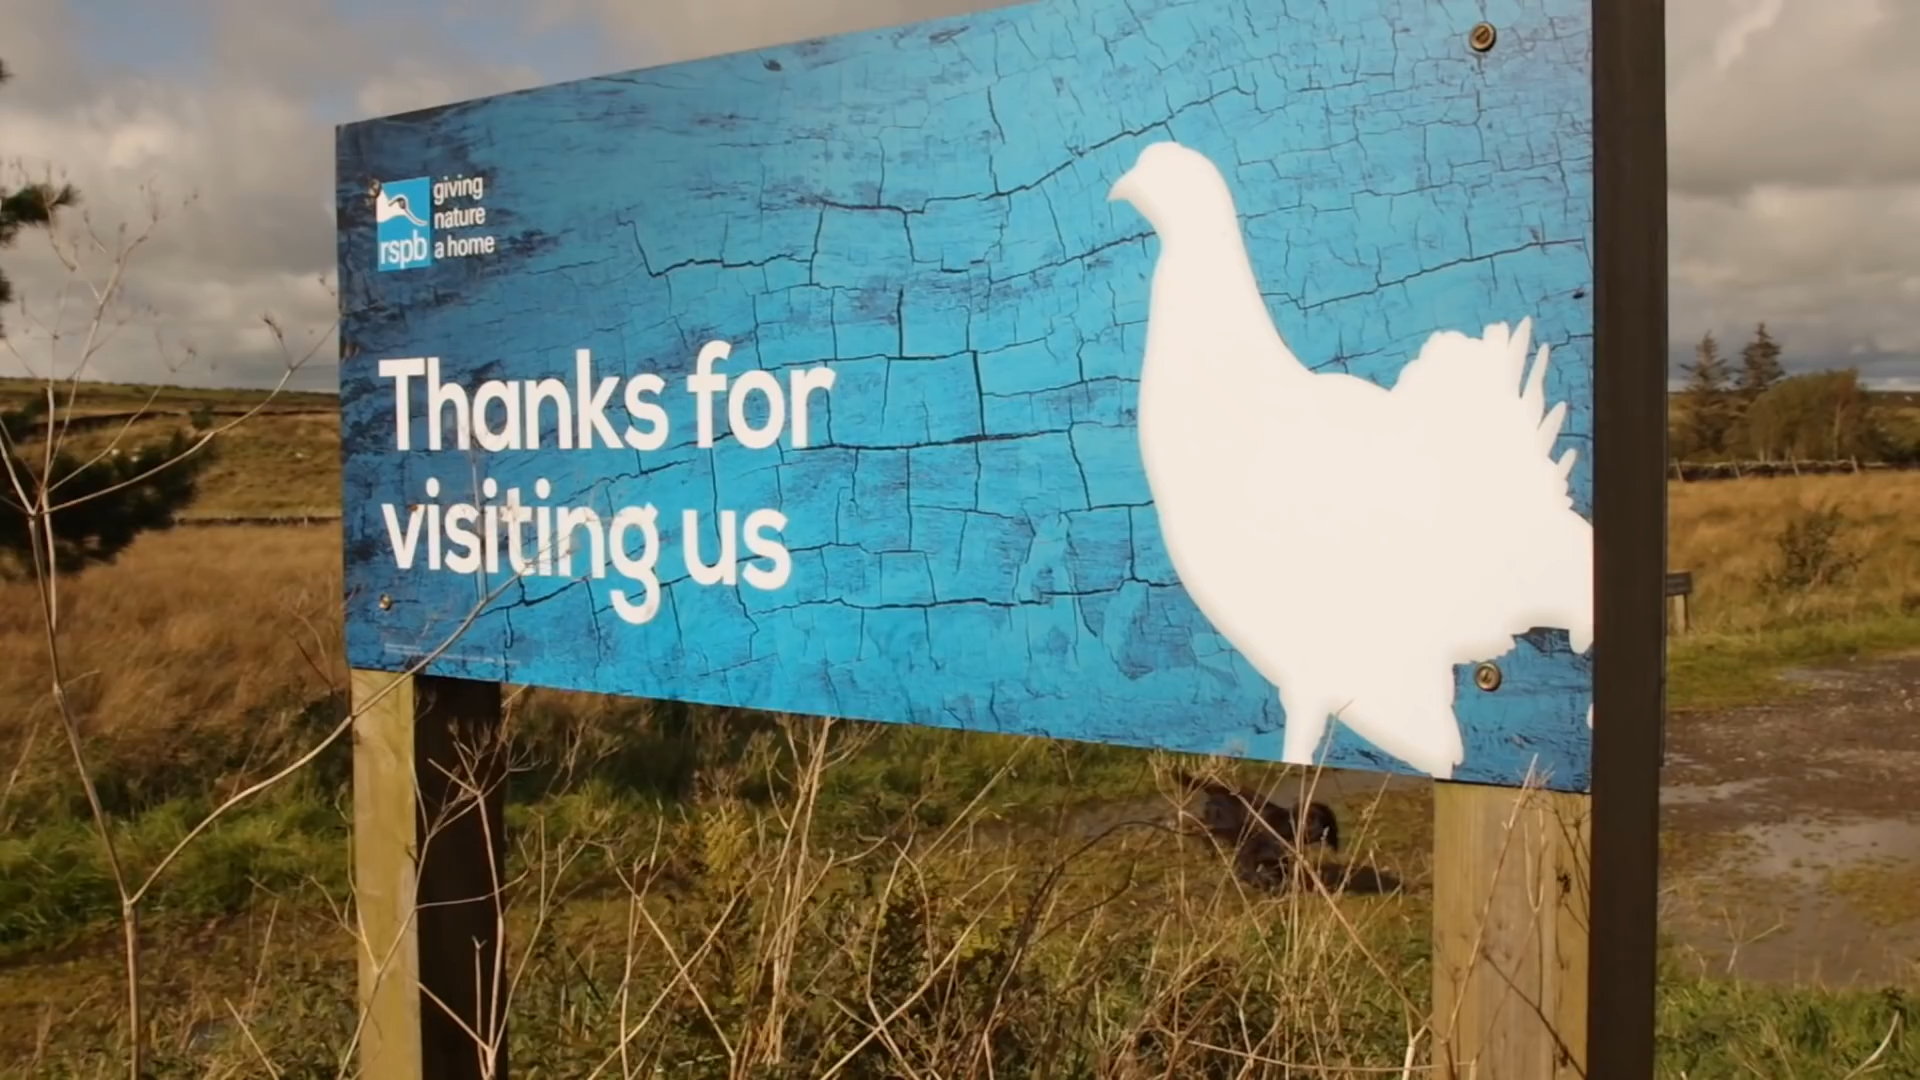 giving
nature
a home
rspb
Thanks for
visiting us